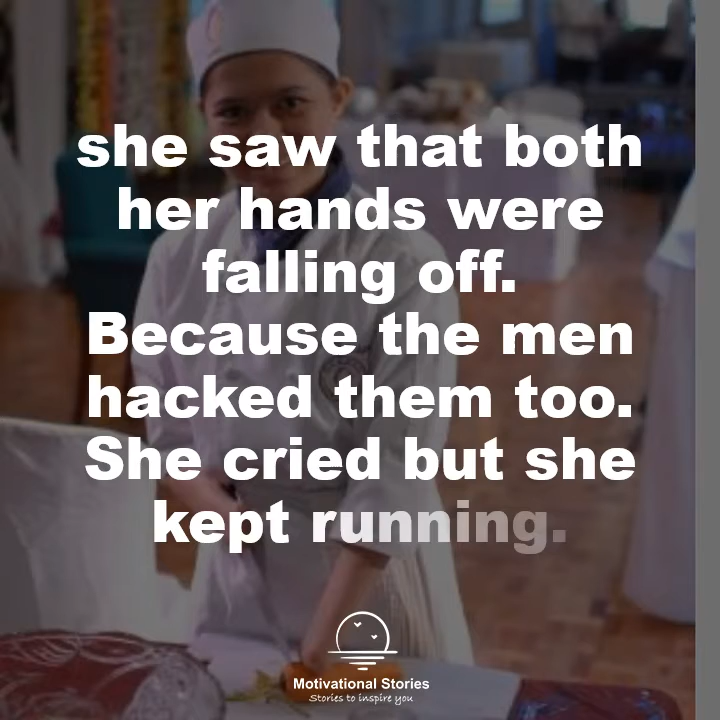 she saw that both
her hands were
falling off.
Because the men
hacked them too.
She cried but she
kept running.
Motivational Stories
Stories to inspire you